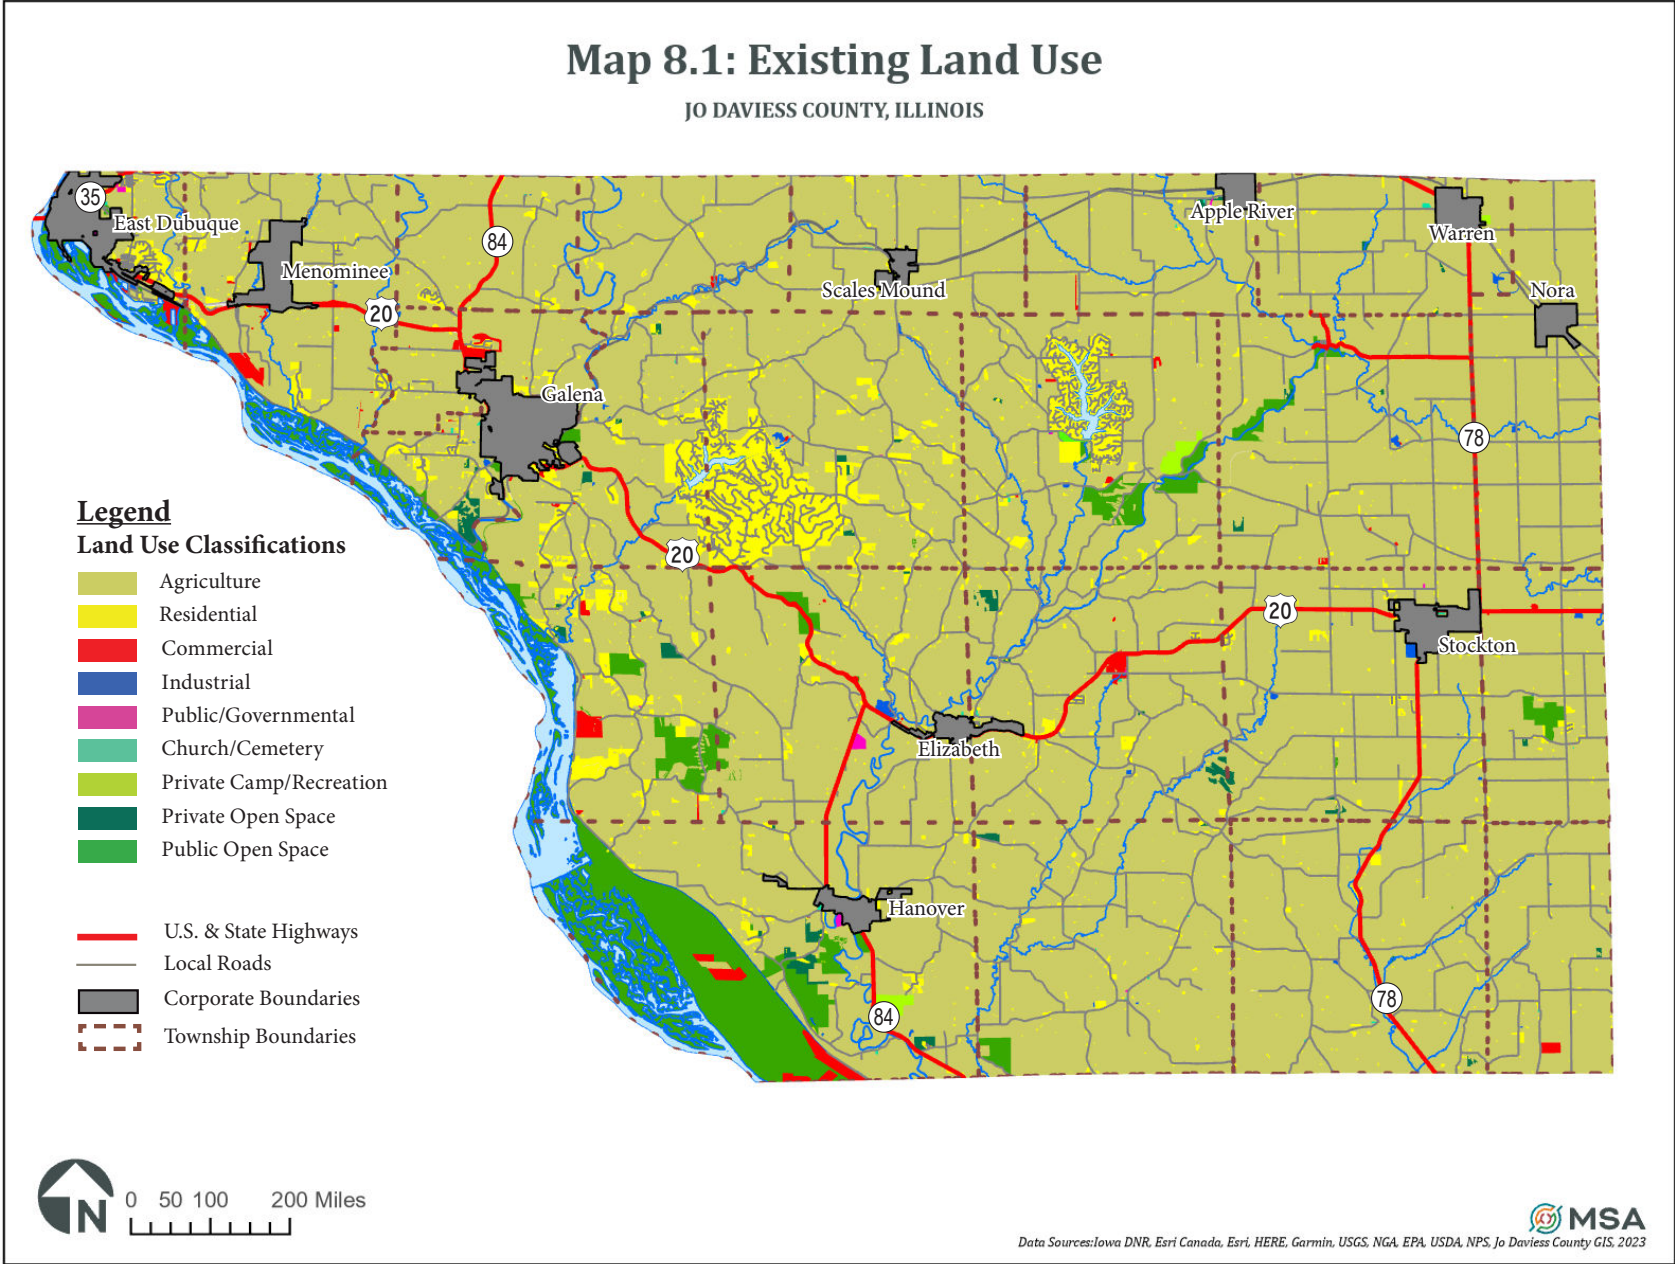 Map 8.1: Existing Land Use
JO DAVIESS COUNTY, ILLINOIS
35
East Dubuque
Menominee
84
20
Scales Mound
Apple River
Warren
Nora
Galena
78
20
20
Stockton
Elizabeth
Hanover
84
78
Legend
Land Use Classifications
Agriculture
Residential
Commercial
Industrial
Public/Governmental
Church/Cemetery
Private Camp/Recreation
Private Open Space
Public Open Space
U.S. & State Highways
Local Roads
Corporate Boundaries
Township Boundaries
N
0 50 100 200 Miles
MSA
Data Sources:Iowa DNR, Esri Canada, Esri, HERE, Garmin, USGS, NGA, EPA, USDA, NPS, Jo Daviess County GIS, 2023